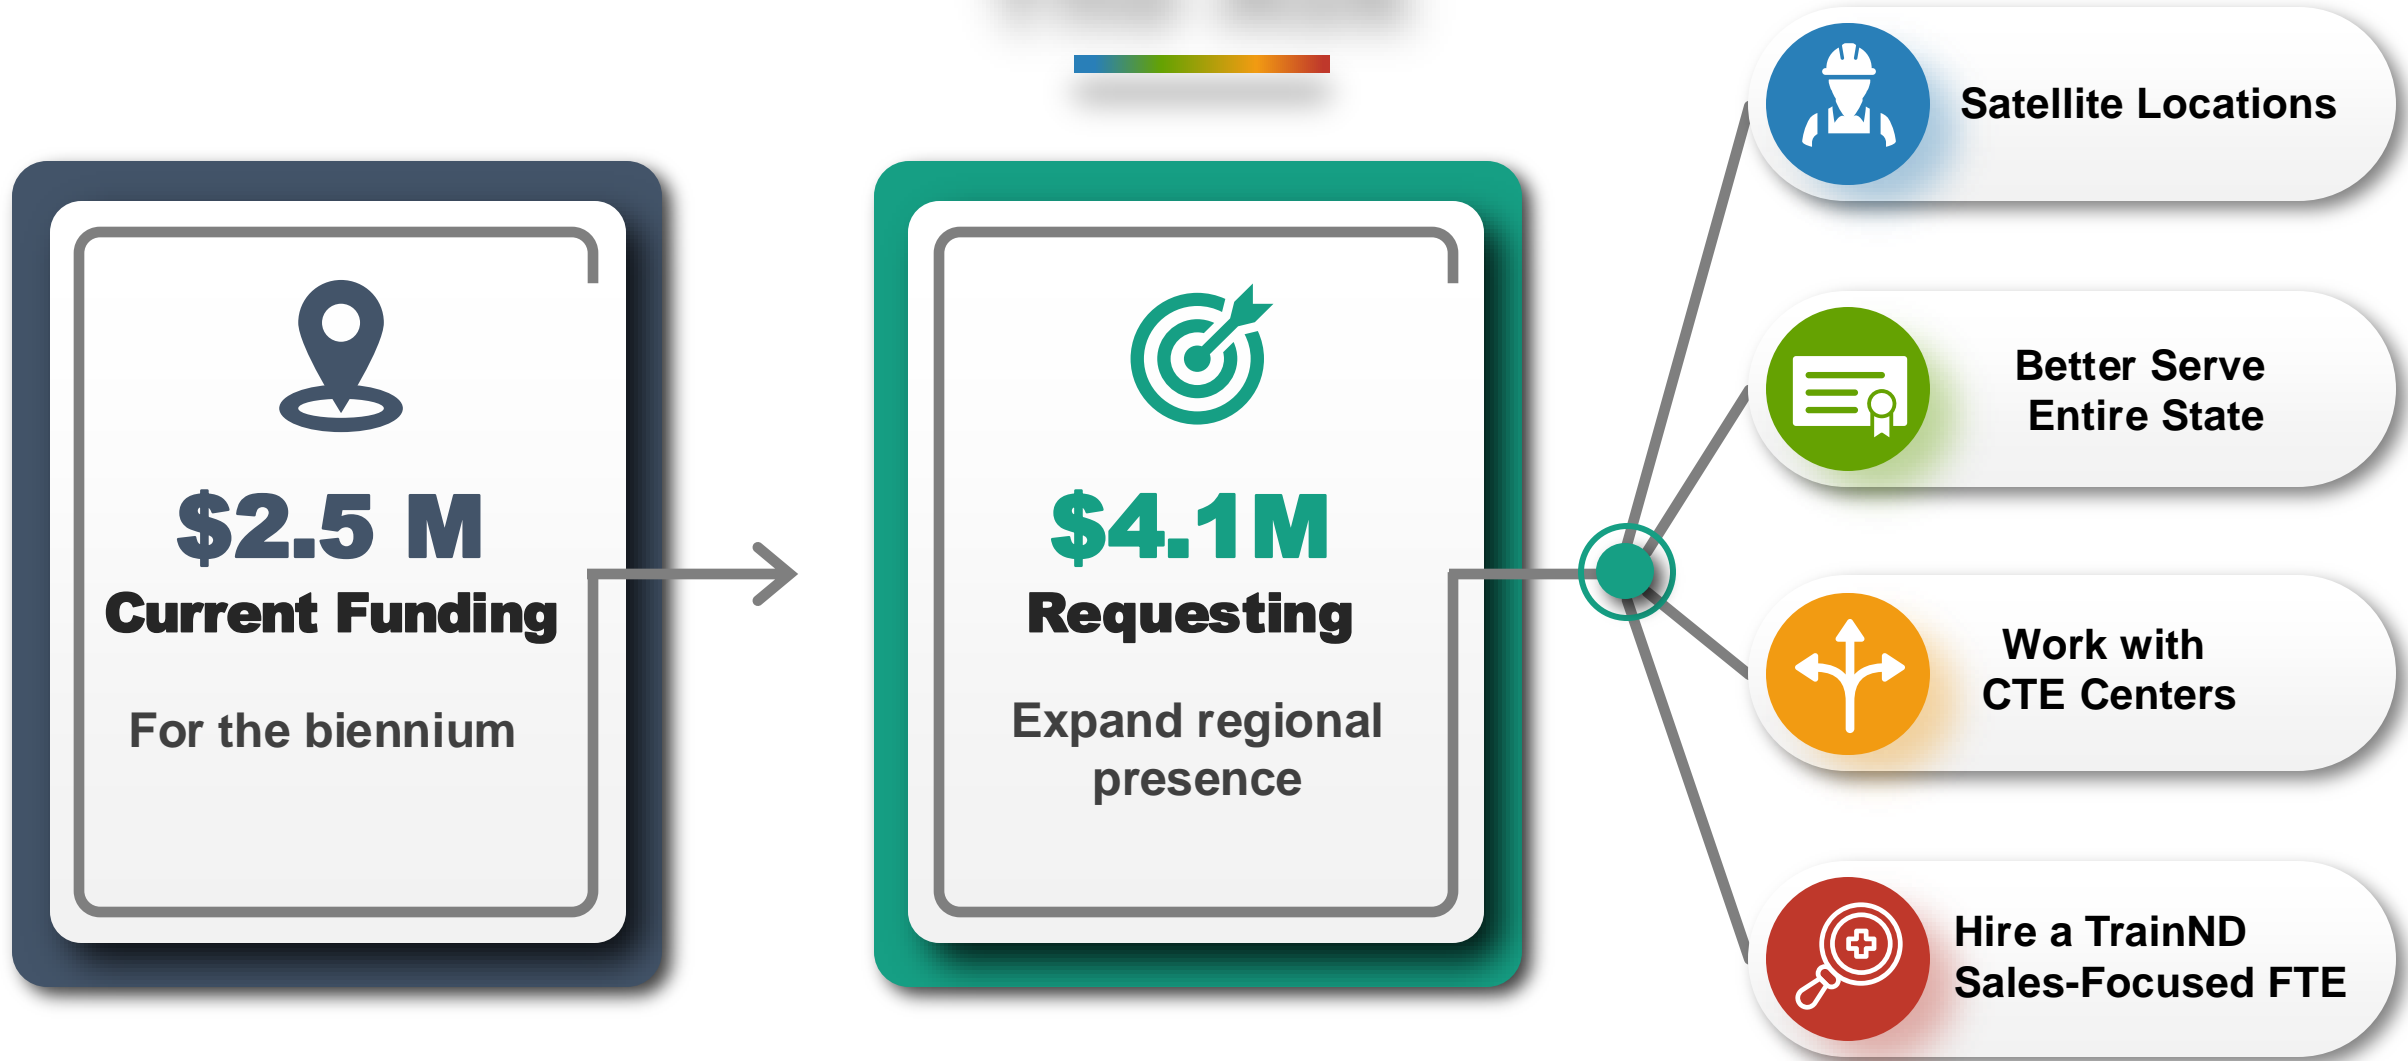 $2.5 M
Current Funding
For the biennium
$4.1M
Requesting
Expand regional
presence
Satellite Locations
Better Serve
Entire State
Work with
CTE Centers
Hire a TrainND
Sales-Focused FTE